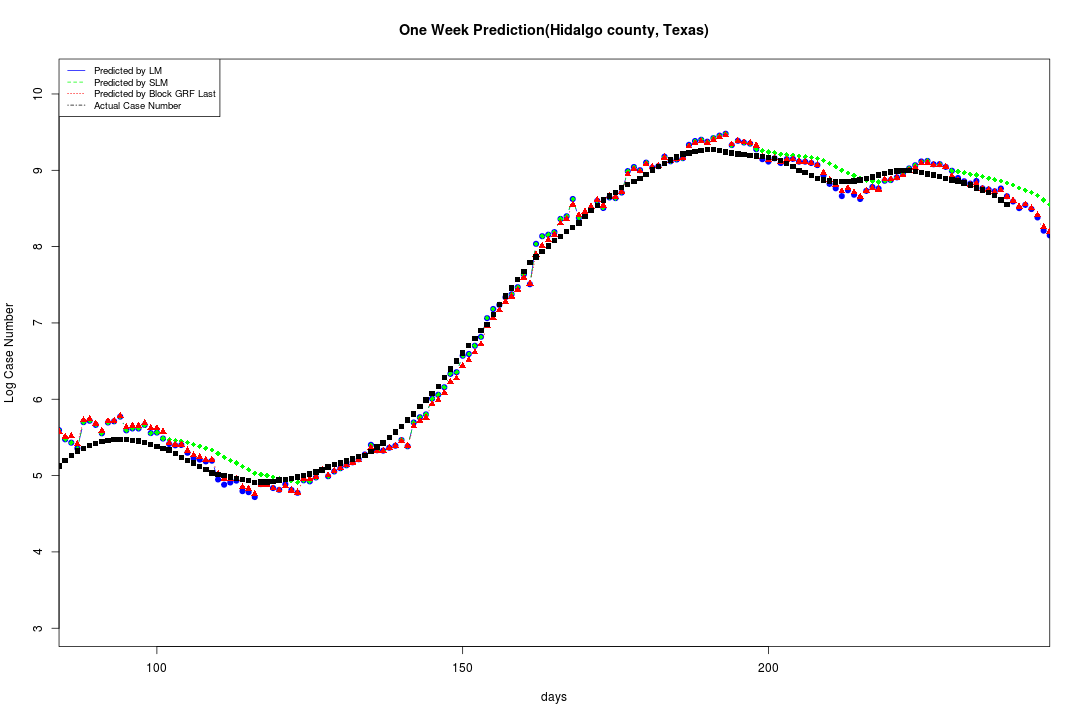 One Week Prediction(Hidalgo county, Texas)
Predicted by LM
Predicted by SLM
Predicted by Block GRF Last
Actual Case Number
10
9
8
7
6
5
4
3
Log Case Number
100
150
200
days